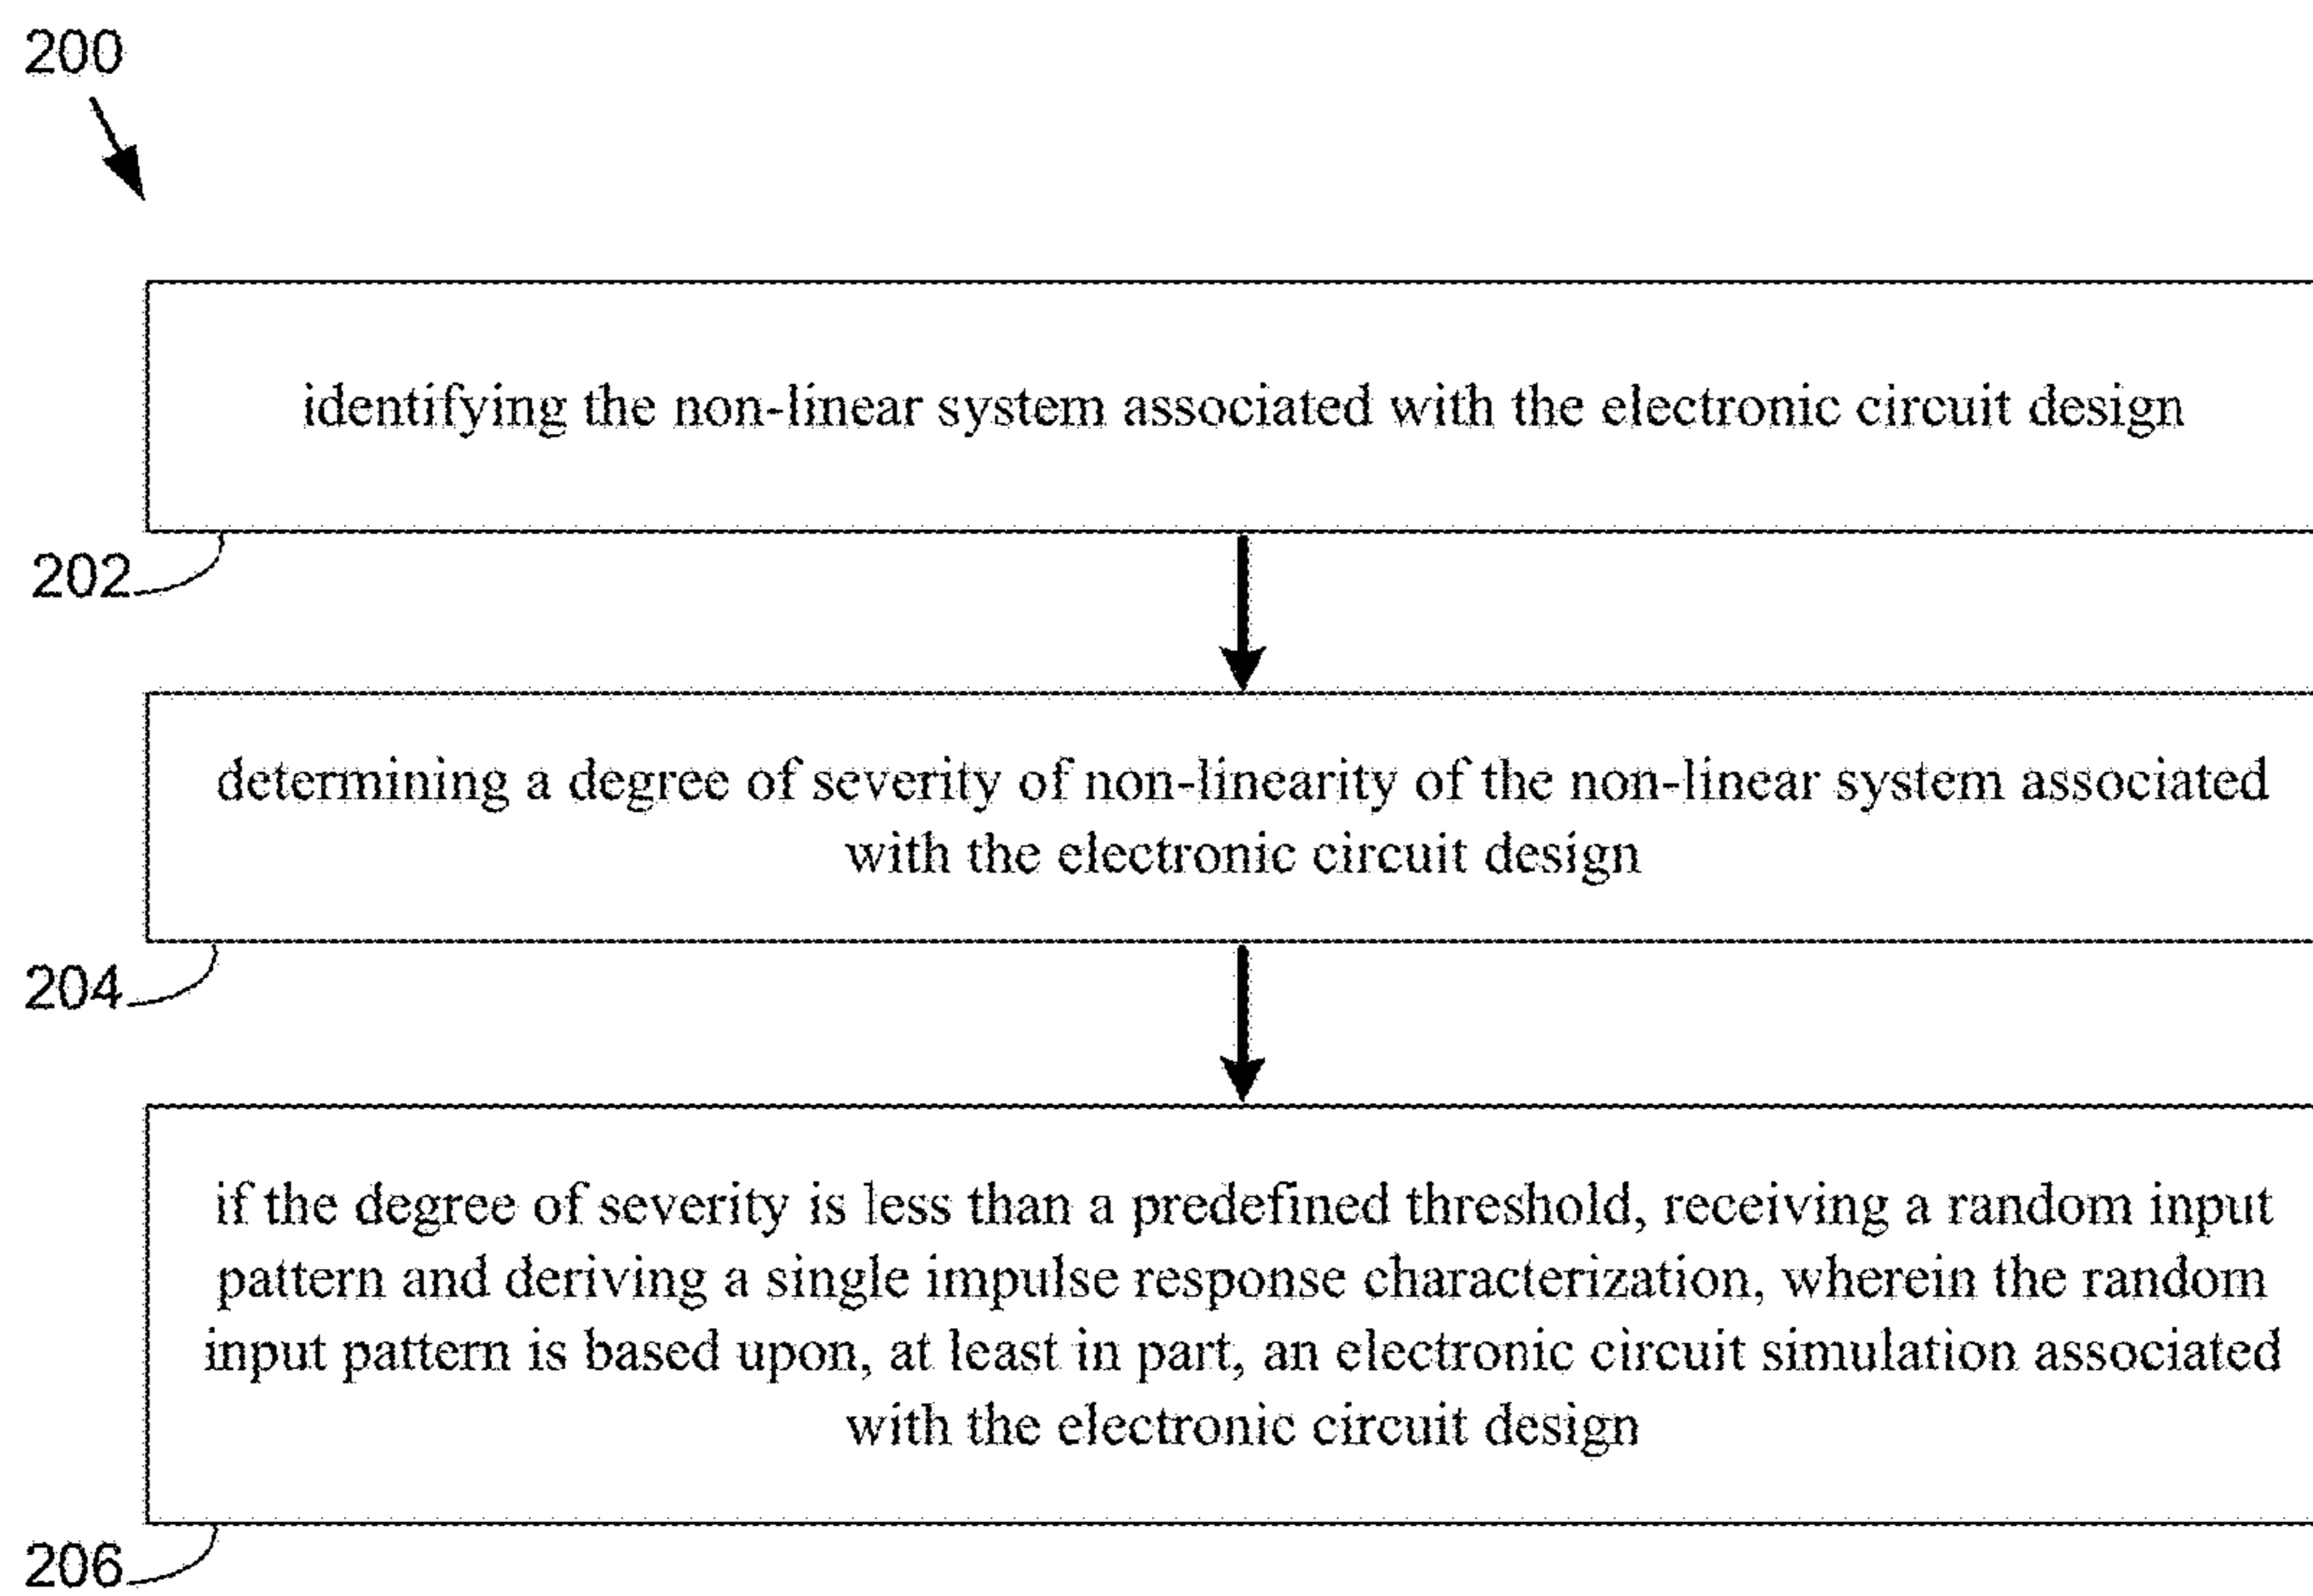 200
identifying the non-linear system associated with the electronic circuit design
202
determining a degree of severity of non-linearity of the non-linear system associated
with the electronic circuit design
204
if the degree of severity is less than a predefined threshold, receiving a random input
pattern and deriving a single impulse response characterization, wherein the random
input pattern is based upon, at least in part, an electronic circuit simulation associated
with the electronic circuit design
206